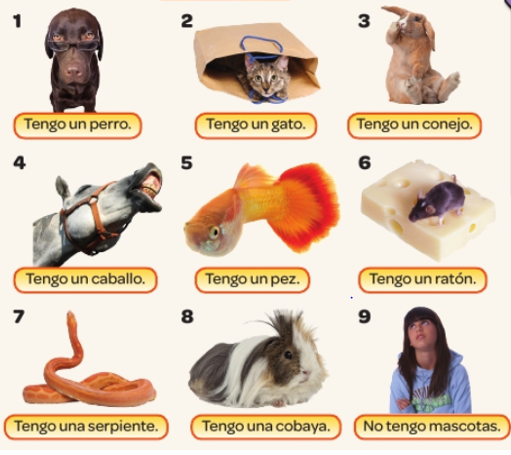 1
2
3
Tengo un perro.
Tengo un gato.
Tengo un conejo.
4
5
6
Tengo un caballo.
Tengo un pez.
Tengo un ratón.
7
8
9
Tengo una serpiente.
Tengo una cobaya.
No tengo mascotas.